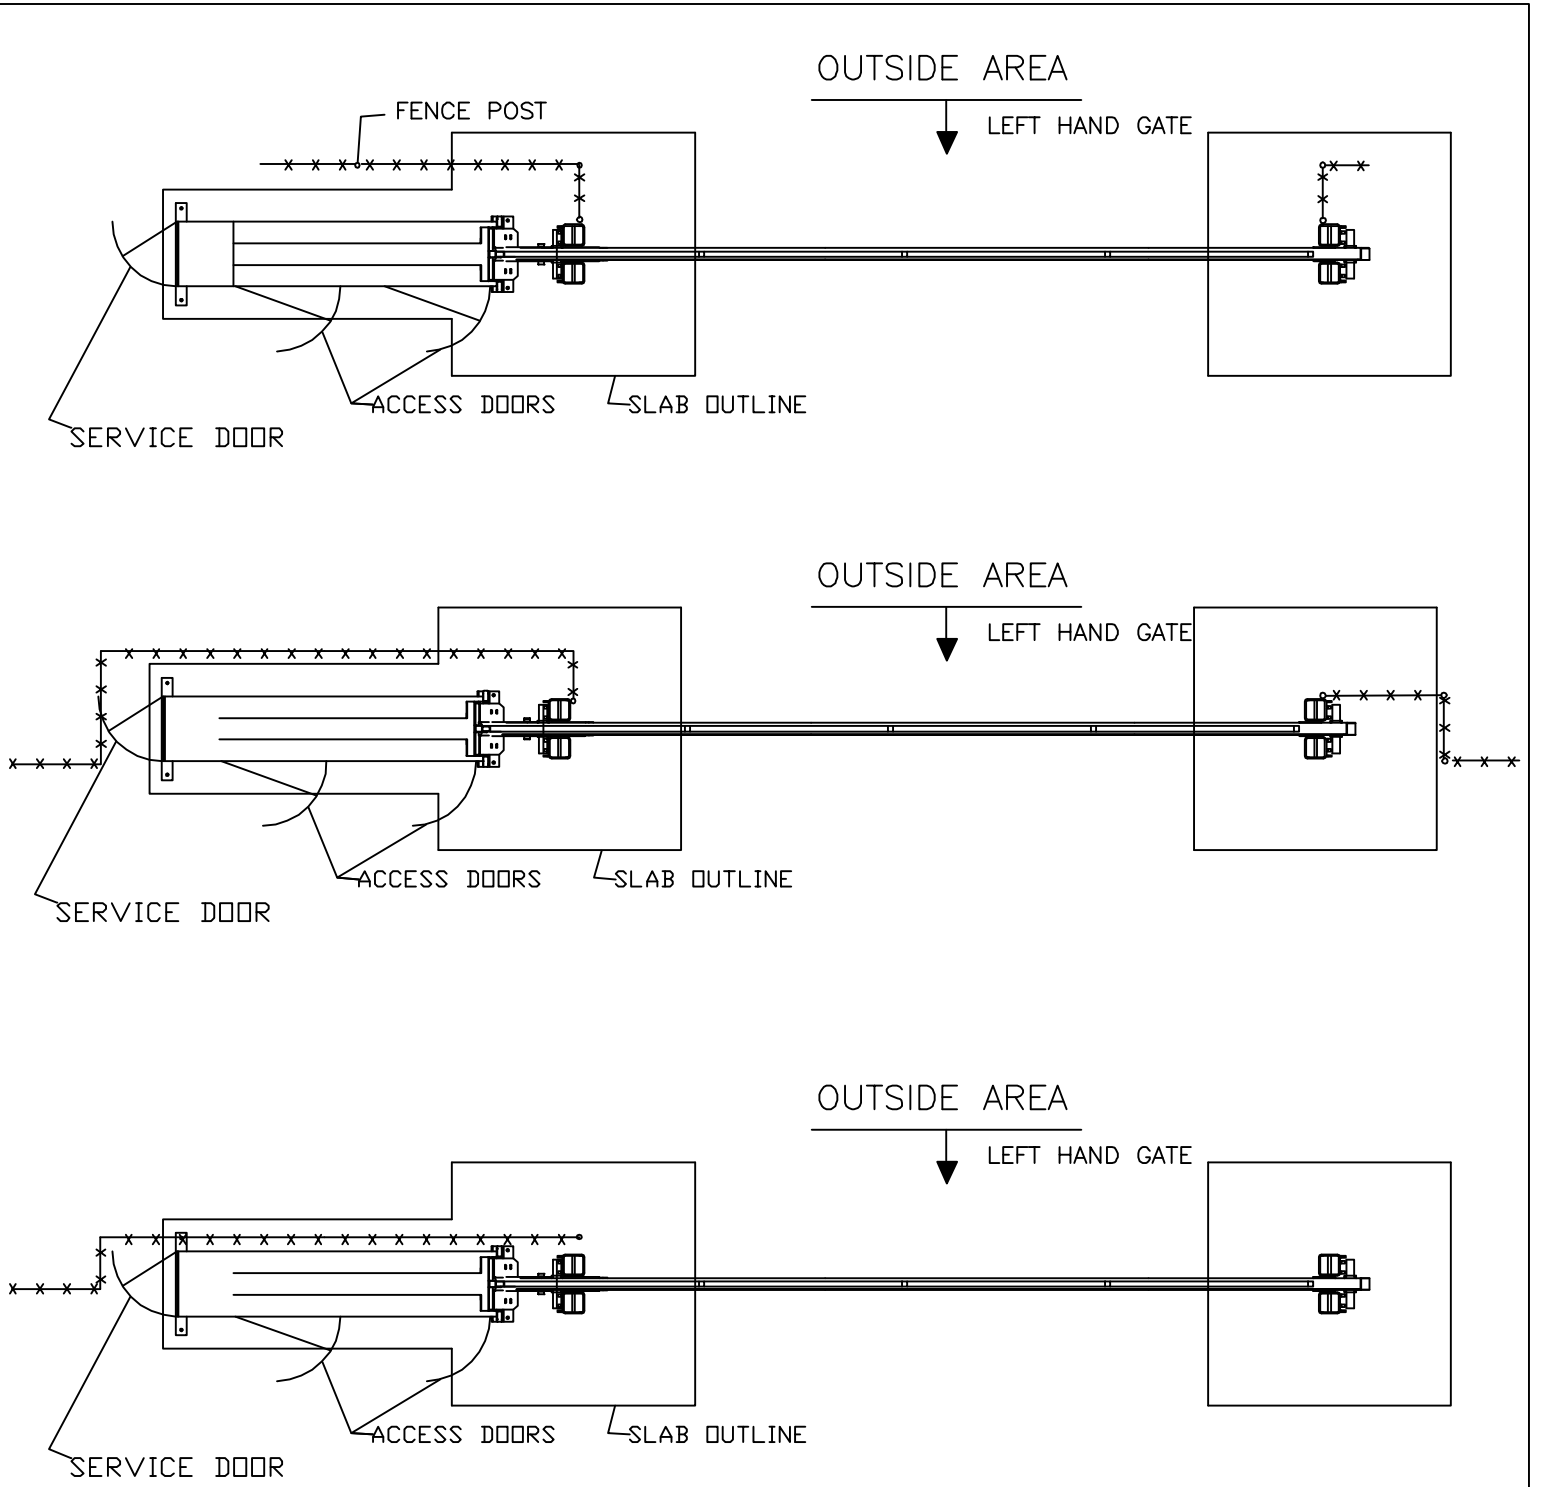 OUTSIDE AREA
FENCE POST
LEFT HAND GATE
ACCESS DOORS
SLAB OUTLINE
SERVICE DOOR
OUTSIDE AREA
LEFT HAND GATE
ACCESS DOORS
SLAB OUTLINE
SERVICE DOOR
OUTSIDE AREA
LEFT HAND GATE
ACCESS DOORS
SLAB OUTLINE
SERVICE DOOR